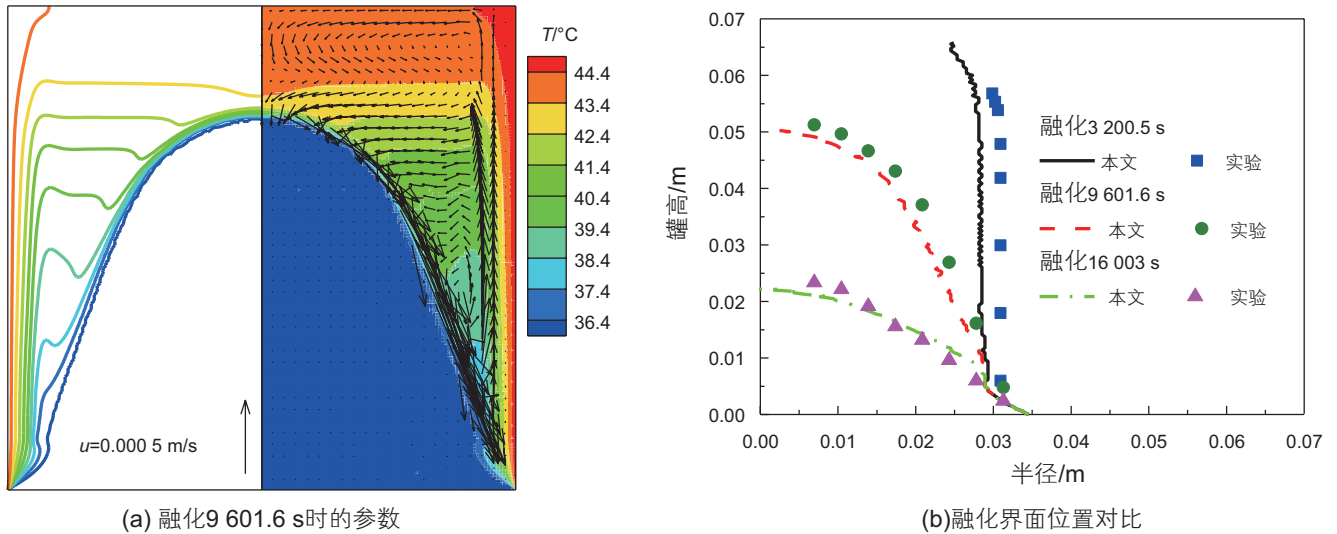 T/°C
44.4
43.4
42.4
41.4
40.4
39.4
38.4
37.4
36.4
u=0.000 5 m/s
(a) 融化9 601.6 s时的参数
罐高/m
0.07
0.06
0.05
0.04
0.03
0.02
0.01
0.00
融化3 200.5 s
本文 实验
融化9 601.6 s
本文 实验
融化16 003 s
本文 实验
0.00 0.01 0.02 0.03 0.04 0.05 0.06 0.07
半径/m
(b)融化界面位置对比